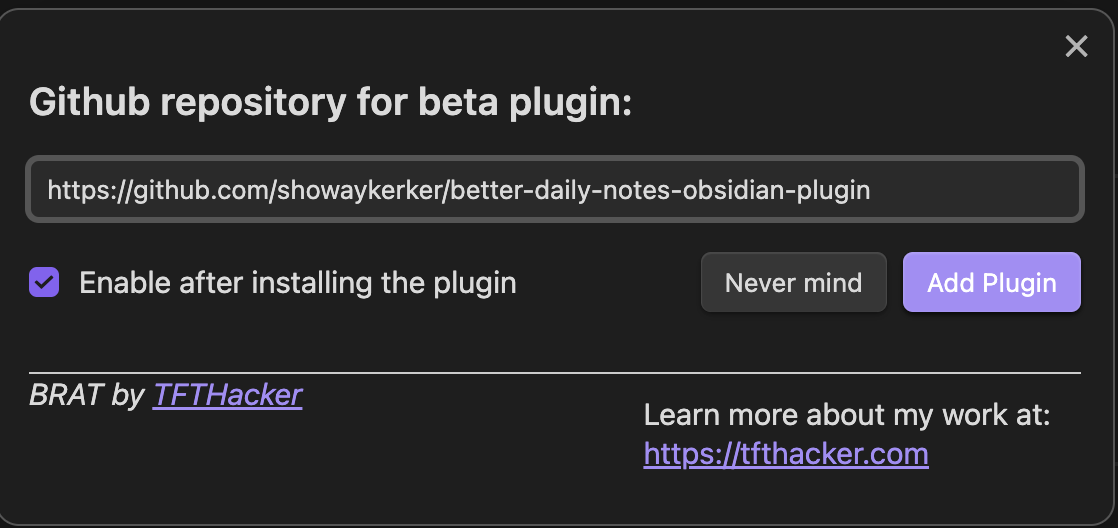 Github repository for beta plugin:
https://github.com/showaykerker/better-daily-notes-obsidian-plugin
Enable after installing the plugin
Never mind
Add Plugin
BRAT by TFTHacker
Learn more about my work at:
https://tfthacker.com